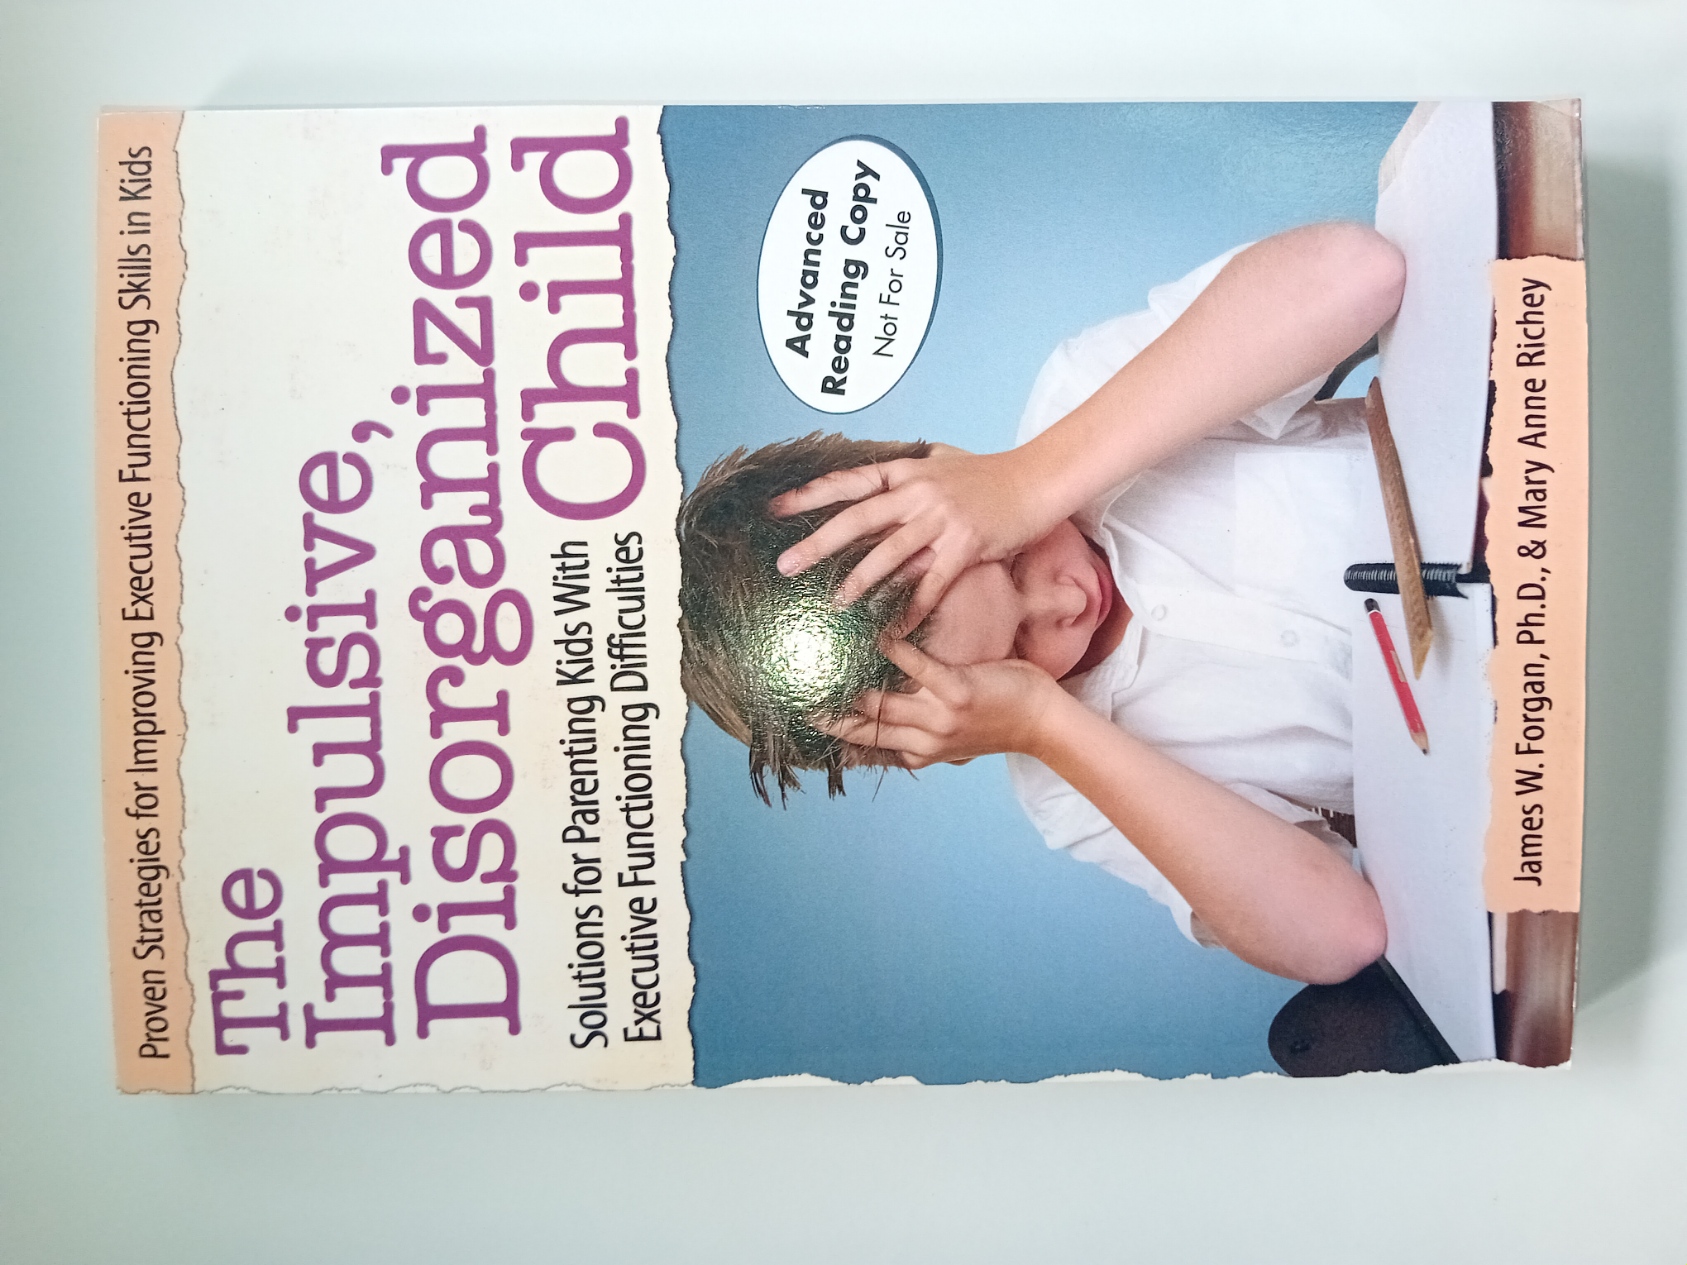 Proven Strategies for Improving Executive Functioning Skills in Kids
The
Impulsive,
Disorganized
Child
Solutions for Parenting Kids With
Executive Functioning Difficulties
Advanced
Reading Copy
Not For Sale
James W. Forgan, Ph.D., & Mary Anne Richey